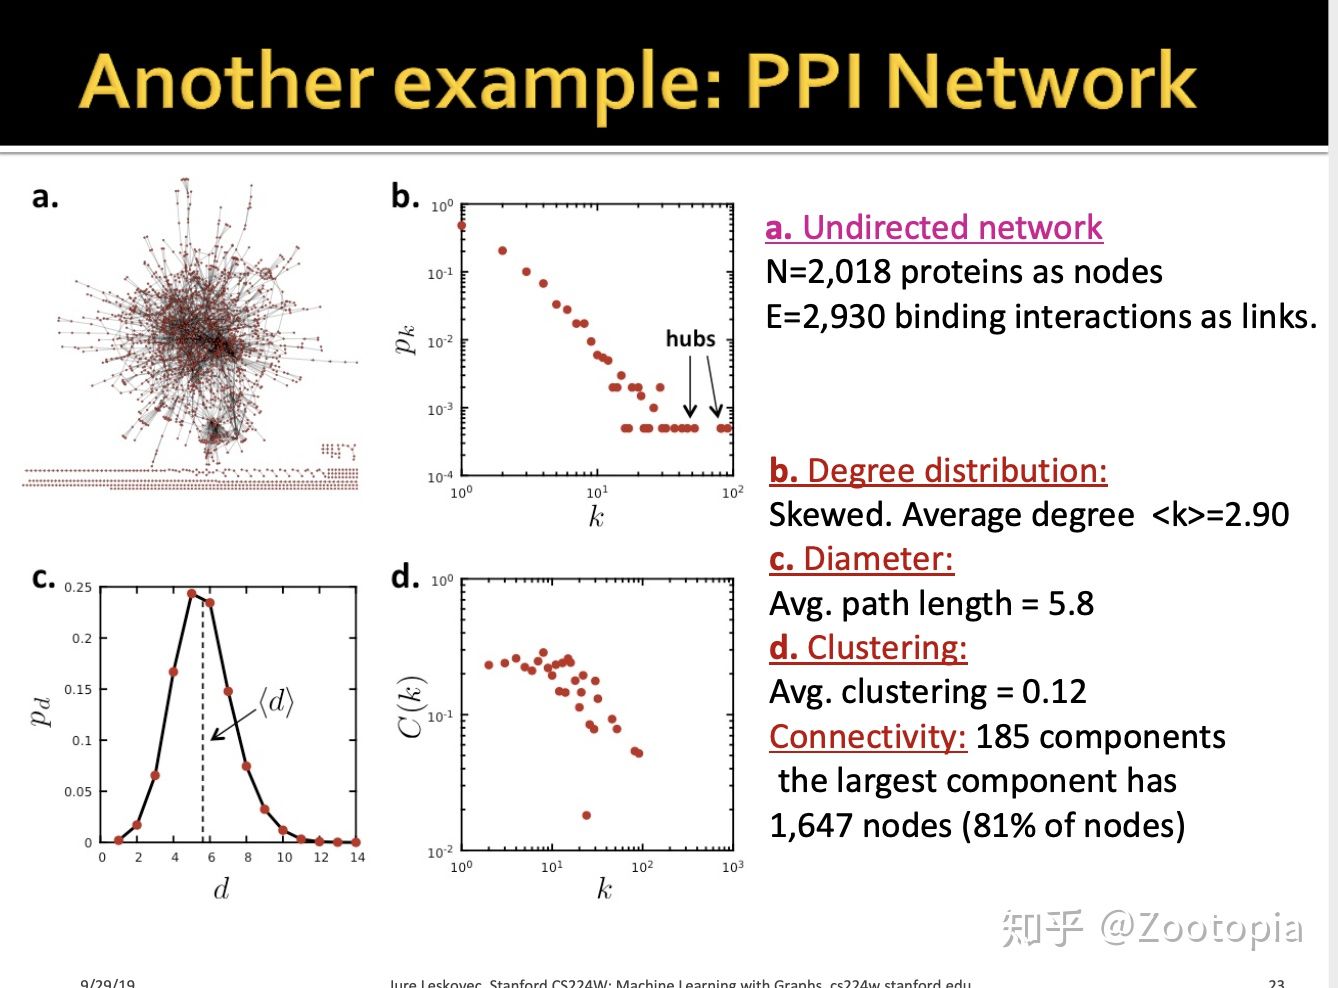 Another example: PPI Network
a.
b.
10^0
10^-1
10^-2
10^-3
10^-4
p_k
hubs
10^0 10^1 10^2
k
a. Undirected network
N=2,018 proteins as nodes
E=2,930 binding interactions as links.
b. Degree distribution:
Skewed. Average degree <k>=2.90
c. Diameter:
Avg. path length = 5.8
d. Clustering:
Avg. clustering = 0.12
Connectivity: 185 components
the largest component has
1,647 nodes (81% of nodes)
c.
0.25
0.2
0.15
0.1
0.05
0
p_d
⟨d⟩
0 2 4 6 8 10 12 14
d
d.
10^0
10^-1
10^-2
C(k)
10^0 10^1 10^2 10^3
k
知乎 @Zootopia
9/29/19 Jure Leskovec, Stanford CS224W: Machine Learning with Graphs, cs224w.stanford.edu 23